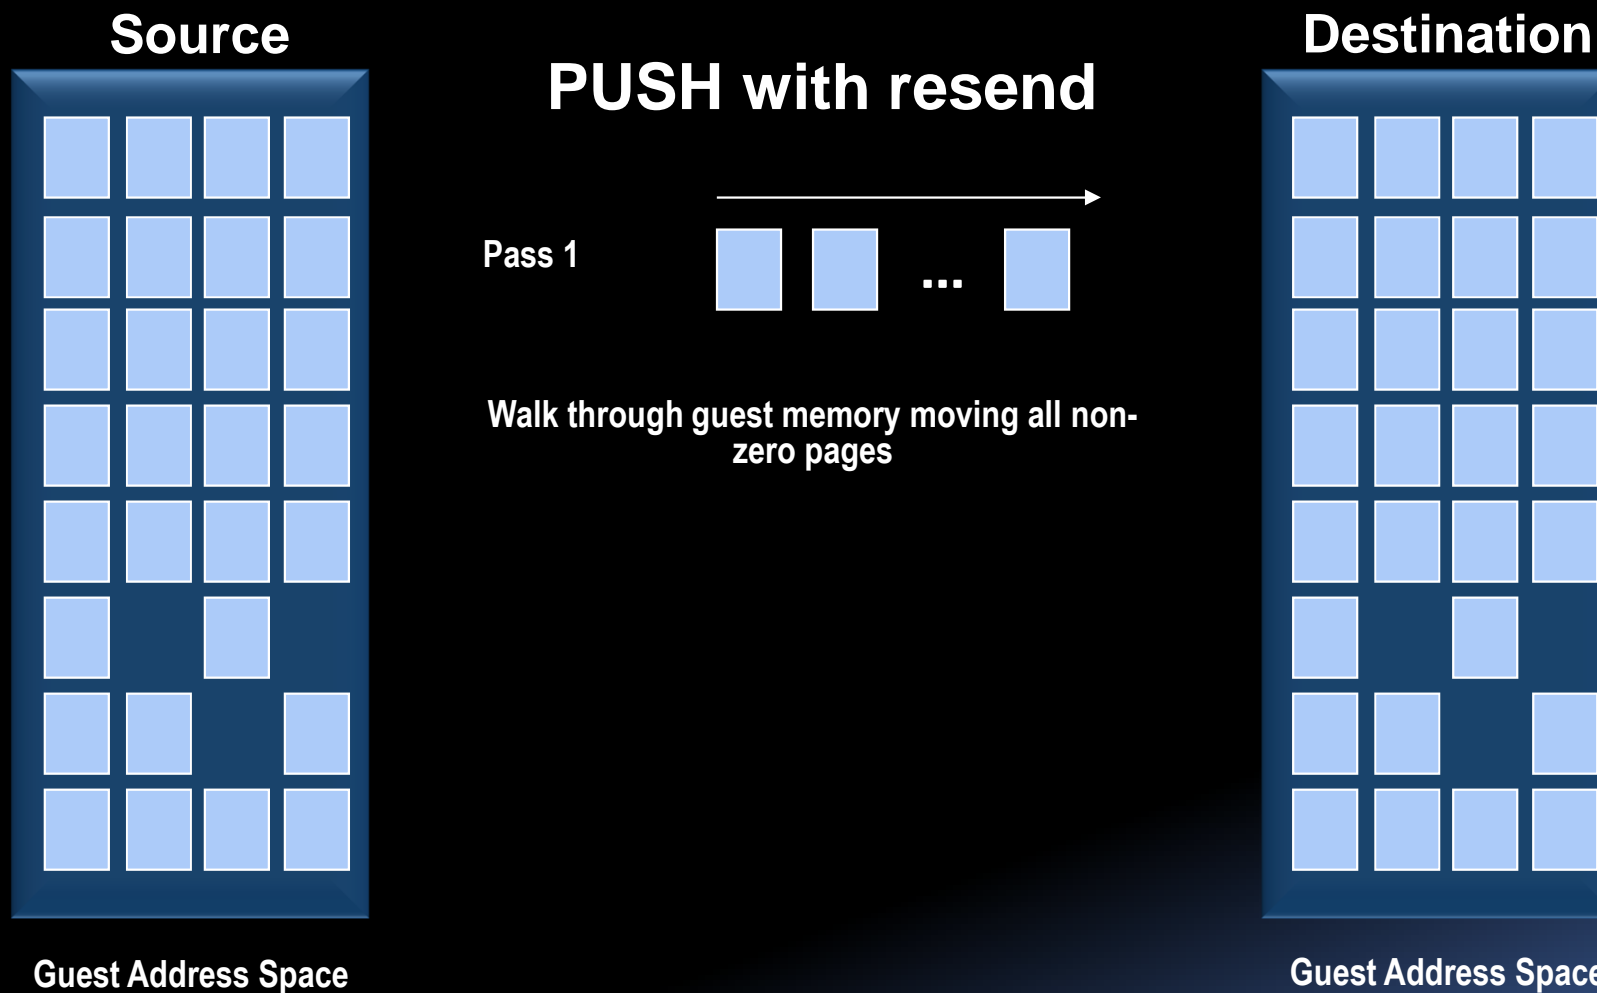 Source
PUSH with resend
Destination
Pass 1
...
Walk through guest memory moving all non-
zero pages
Guest Address Space
Guest Address Space